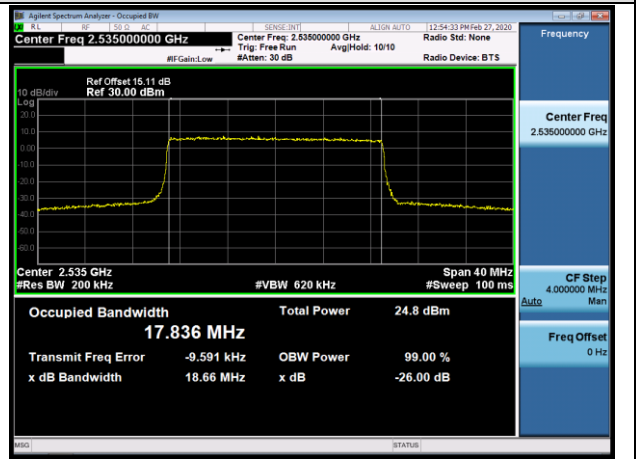 Agilent Spectrum Analyzer - Occupied BW
RL RF 50 Ω AC SENSE:INT ALIGN AUTO 12:54:33 PM Feb 27, 2020
Center Freq 2.535000000 GHz Center Freq: 2.535000000 GHz Radio Std: None Frequency
Trig: Free Run Avg|Hold: 10/10
#IFGain:Low #Atten: 30 dB Radio Device: BTS
Ref Offset 15.11 dB
10 dB/div Ref 30.00 dBm
Log
20.0
10.0
0.00
-10.0
-20.0
-30.0
-40.0
-50.0
-60.0
Center Freq
2.535000000 GHz
Center 2.535 GHz Span 40 MHz
#Res BW 200 kHz #VBW 620 kHz #Sweep 100 ms
CF Step
4.000000 MHz
Auto Man
Occupied Bandwidth Total Power 24.8 dBm
17.836 MHz
Transmit Freq Error -9.591 kHz OBW Power 99.00 %
x dB Bandwidth 18.66 MHz x dB -26.00 dB
Freq Offset
0 Hz
MSG STATUS